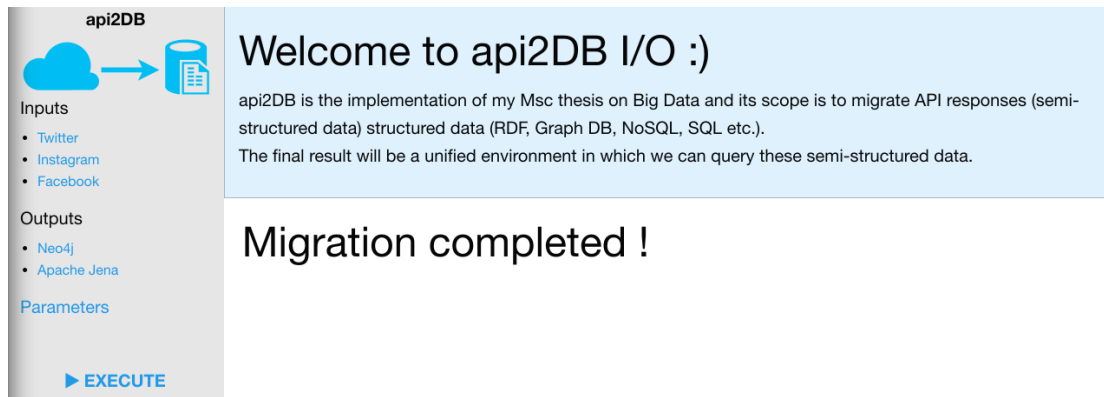 api2DB
Inputs
Twitter
Instagram
Facebook
Outputs
Neo4j
Apache Jena
Parameters
EXECUTE
Welcome to api2DB I/O :)
api2DB is the implementation of my Msc thesis on Big Data and its scope is to migrate API responses (semi-
structured data) structured data (RDF, Graph DB, NoSQL, SQL etc.).
The final result will be a unified environment in which we can query these semi-structured data.
Migration completed !